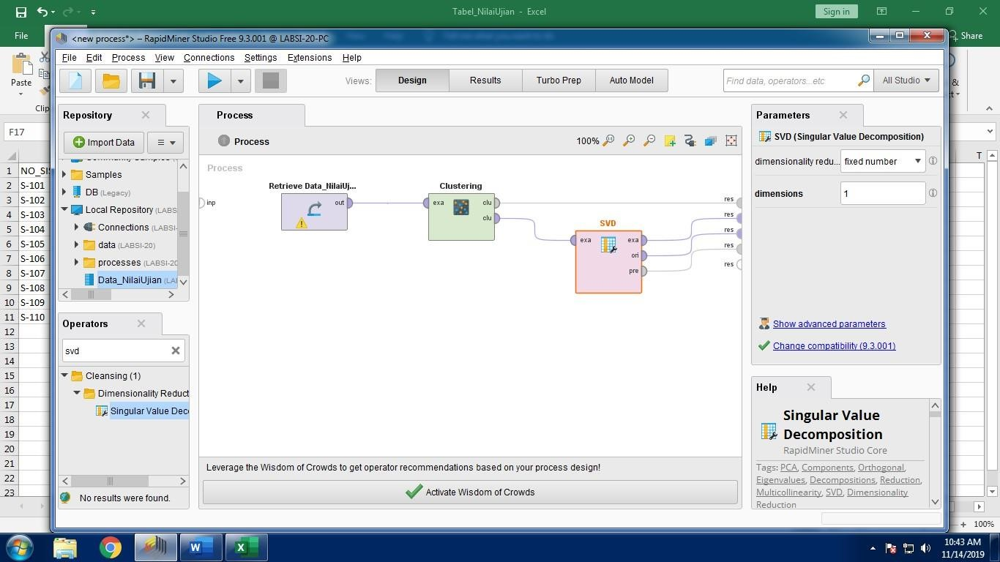 Tabel_NilaiUjian - Excel
Sign in
File
Share
Paste
Clip
F17
<new process*> – RapidMiner Studio Free 9.3.001 @ LABSI-20-PC
File Edit Process View Connections Settings Extensions Help
Views:
Design
Results
Turbo Prep
Auto Model
Find data, operators...etc
All Studio
Repository
Import Data
Samples
DB (Legacy)
Local Repository (LABS
Connections (LABSI-
data (LABSI-20)
processes (LABSI-20
Data_NilaiUjian (LA
Operators
svd
Cleansing (1)
Dimensionality Reduct
Singular Value Deco
No results were found.
Process
Process
100%
Process
inp
Retrieve Data_NilaiUj...
out
Clustering
exa clu
clu
SVD
exa exa
ori
pre
res
res
res
res
res
Leverage the Wisdom of Crowds to get operator recommendations based on your process design!
Activate Wisdom of Crowds
Parameters
SVD (Singular Value Decomposition)
dimensionality redu... fixed number
dimensions 1
Show advanced parameters
Change compatibility (9.3.001)
Help
Singular Value
Decomposition
RapidMiner Studio Core
Tags: PCA, Components, Orthogonal,
Eigenvalues, Decompositions, Reduction,
Multicollinearity, SVD, Dimensionality
Reduction
T
1 NO_SIS
2 S-101
3 S-102
4 S-103
5 S-104
6 S-105
7 S-106
8 S-107
9 S-108
10 S-109
11 S-110
12
13
14
15
16
17
18
19
20
21
22
23
100%
10:43 AM
11/14/2019